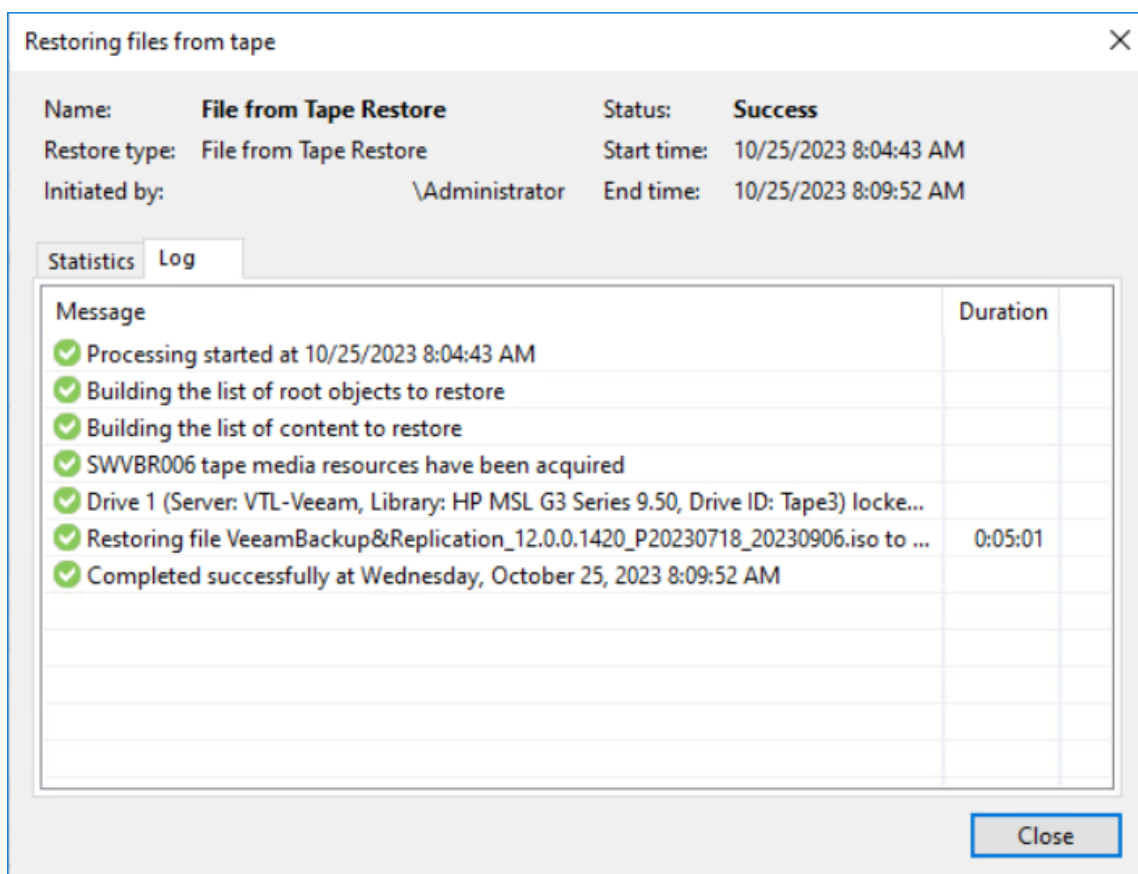 Restoring files from tape
Name: File from Tape Restore Status: Success
Restore type: File from Tape Restore Start time: 10/25/2023 8:04:43 AM
Initiated by: \Administrator End time: 10/25/2023 8:09:52 AM
Statistics Log
Message Duration
Processing started at 10/25/2023 8:04:43 AM
Building the list of root objects to restore
Building the list of content to restore
SWVBR006 tape media resources have been acquired
Drive 1 (Server: VTL-Veeam, Library: HP MSL G3 Series 9.50, Drive ID: Tape3) locke...
Restoring file VeeamBackup&Replication_12.0.0.1420_P20230718_20230906.iso to ... 0:05:01
Completed successfully at Wednesday, October 25, 2023 8:09:52 AM
Close